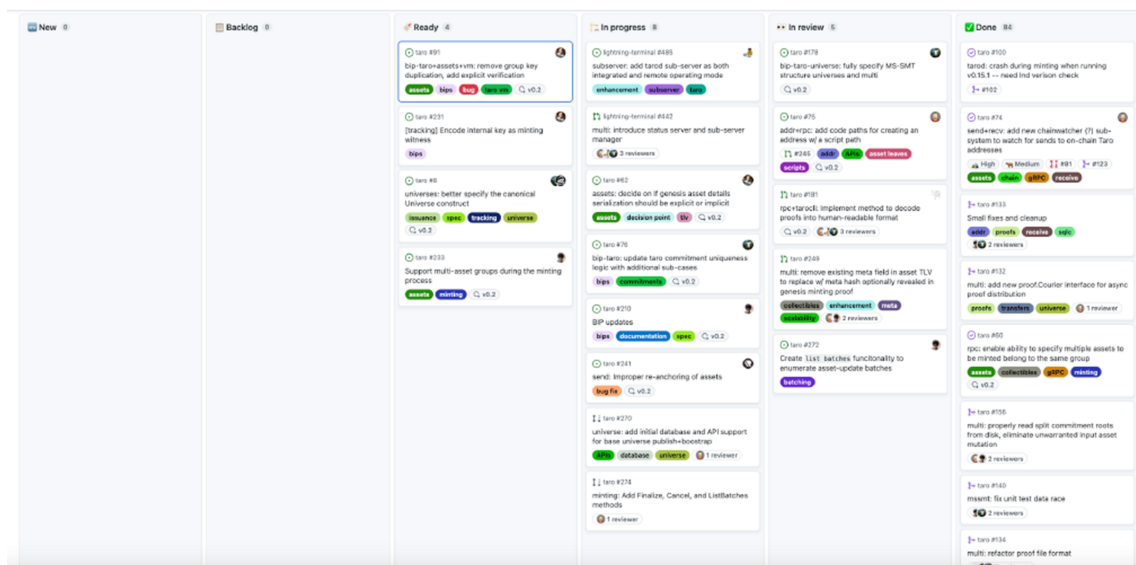 New 0
Backlog 0
Ready 4
taro #91
bip-taro+assets+vm: remove group key
duplication, add explicit verification
assets bips bug taro vm v0.2
taro #231
[tracking] Encode internal key as minting
witness
bips
taro #8
universes: better specify the canonical
Universe construct
issuance spec tracking universe
v0.2
taro #233
Support multi-asset groups during the minting
process
assets minting v0.2
In progress 8
lightning-terminal #495
subserver: add tarod sub-server as both
integrated and remote operating mode
enhancement subserver taro
lightning-terminal #442
multi: introduce status server and sub-server
manager
3 reviewers
taro #62
assets: decide on if genesis asset details
serialization should be explicit or implicit
assets decision point tlv v0.2
taro #76
bip-taro: update taro commitment uniqueness
logic with additional sub-cases
bips commitments v0.2
taro #210
BIP updates
bips documentation spec v0.2
taro #241
send: Improper re-anchoring of assets
bug fix v0.2
taro #270
universe: add initial database and API support
for base universe publish+boostrap
APIs database universe 1 reviewer
taro #274
minting: Add Finalize, Cancel, and ListBatches
methods
1 reviewer
In review 5
taro #178
bip-taro-universe: fully specify MS-SMT
structure universes and multi
v0.2
taro #75
addr+rpc: add code paths for creating an
address w/ a script path
#245 addr APIs asset leaves
scripts v0.2
taro #191
rpc+tarocli: implement method to decode
proofs into human-readable format
v0.2 3 reviewers
taro #249
multi: remove existing meta field in asset TLV
to replace w/ meta hash optionally revealed in
genesis minting proof
collectibles enhancement meta
scalability 2 reviewers
taro #272
Create list batches funcitonality to
enumerate asset-update batches
batching
Done 84
taro #100
tarod: crash during minting when running
v0.15.1 -- need lnd verison check
#102
taro #74
send+recv: add new chainwatcher (?) sub-
system to watch for sends to on-chain Taro
addresses
High Medium #91 #123
assets chain gRPC receive
taro #133
Small fixes and cleanup
addr proofs receive sqlc
2 reviewers
taro #132
multi: add new proof.Courier interface for async
proof distribution
proofs transfers universe 1 reviewer
taro #60
rpc: enable ability to specify multiple assets to
be minted belong to the same group
assets collectibles gRPC minting
v0.2
taro #156
multi: properly read split commitment roots
from disk, eliminate unwarranted input asset
mutation
2 reviewers
taro #140
mssmt: fix unit test data race
2 reviewers
taro #134
multi: refactor proof file format